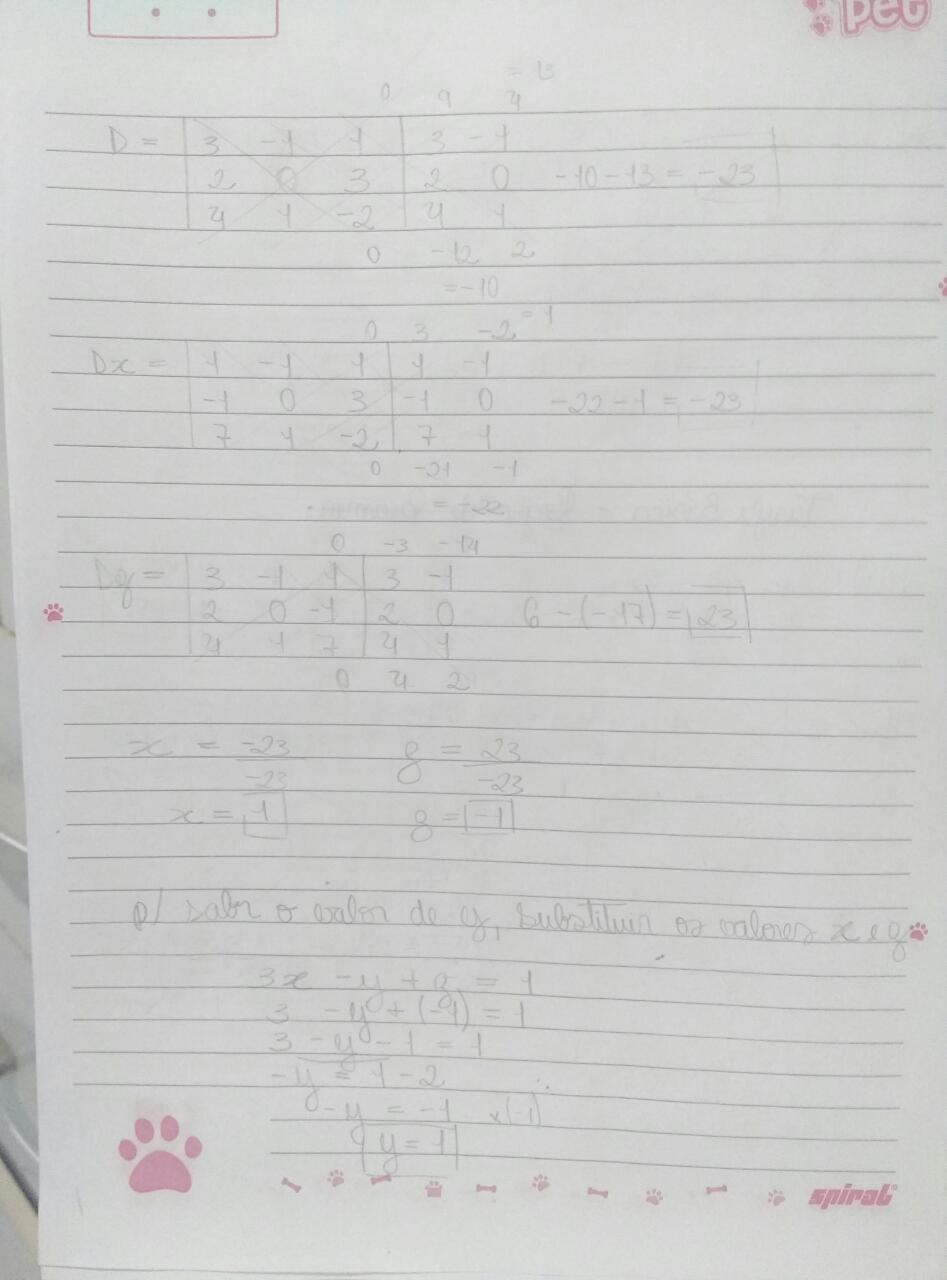 pet
= 13
0 9 4
D = | 3 -1 1 | 3 -1
2 0 3 | 2 0 -10-13 = -23
4 1 -2 | 4 1
0 -12 2
=-10
0 3 -2 = 1
Dx = | 1 -1 1 | 1 -1
-1 0 3 | -1 0 -22-1 = -23
7 1 -2 | 7 1
0 -21 -1
= -22
0 -3 -14
Dz = | 3 -1 1 | 3 -1
2 0 -1 | 2 0 6-(-17) = 23
4 1 7 | 4 1
0 4 2
x = -23 z = 23
-23 -23
x = 1 z = -1
p/ saber o valor de y, substituir os valores x e z
3x - y + z = 1
3 - y + (-1) = 1
3 - y - 1 = 1
-y = 1 - 2
-y = -1 x(-1)
y = 1
spiral